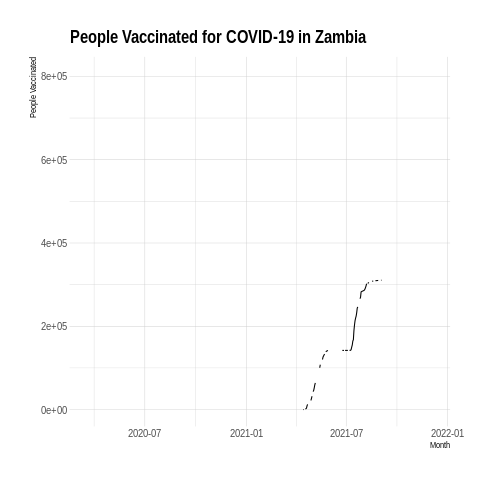 People Vaccinated for COVID-19 in Zambia
People Vaccinated
8e+05
6e+05
4e+05
2e+05
0e+00
2020-07
2021-01
2021-07
2022-01
Month